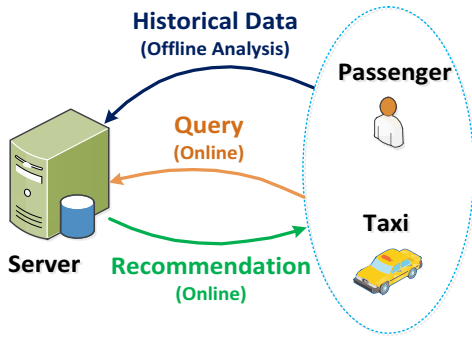 Historical Data
(Offline Analysis)
Passenger
Query
(Online)
Taxi
Server
Recommendation
(Online)